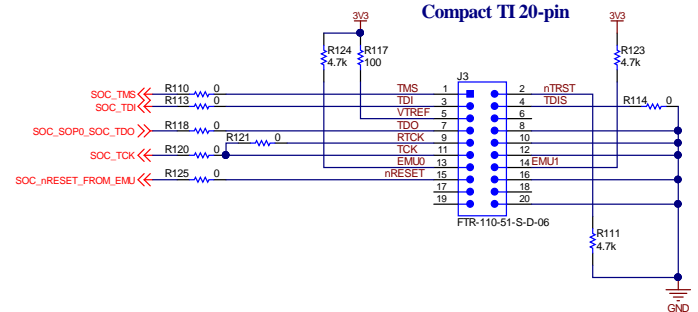 Compact TI 20-pin
3V3
3V3
R124
4.7k
R117
100
R123
4.7k
J3
SOC_TMS
R110
0
TMS
1
2
nTRST
SOC_TDI
R113
0
TDI
3
4
TDIS
R114
0
VTREF
5
6
SOC_SOP0_SOC_TDO
R118
0
TDO
7
8
R121
0
RTCK
9
10
SOC_TCK
R120
0
TCK
11
12
EMU0
13
14
EMU1
SOC_nRESET_FROM_EMU
R125
0
nRESET
15
16
17
18
19
20
FTR-110-51-S-D-06
R111
4.7k
GND